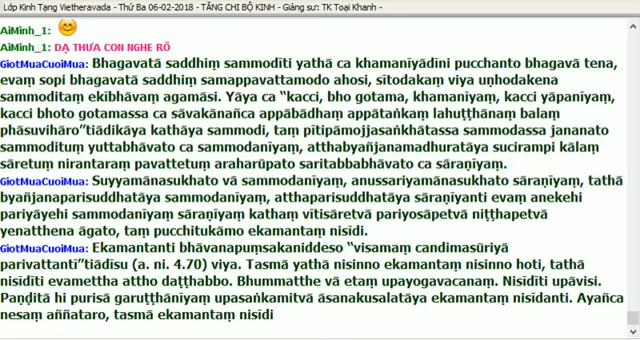 Lớp Kinh Tạng Vietheravada - Thứ Ba 06-02-2018 - TĂNG CHI BỘ KINH - Giảng sư: TK Toại Khanh -
AiMinh_1:
AiMinh_1: DẠ THƯA CON NGHE RÕ
GiotMuaCuoiMua: Bhagavatā saddhiṃ sammodīti yathā ca khamanīyādīni pucchanto bhagavā tena,
evaṃ sopi bhagavatā saddhiṃ samappavattamodo ahosi, sītodakaṃ viya uṇhodakena
sammoditaṃ ekībhāvaṃ agamāsi. Yāya ca “kacci, bho gotama, khamanīyaṃ, kacci yāpanīyaṃ,
kacci bhoto gotamassa ca sāvakānañca appābādhaṃ appātaṅkaṃ lahuṭṭhānaṃ balaṃ
phāsuvihāro”tiādikāya kathāya sammodi, taṃ pītipāmojjasaṅkhātassa sammodassa jananato
sammodituṃ yuttabhāvato ca sammodanīyaṃ, atthabyañjanamadhuratāya sucirampi kālaṃ
sāretuṃ nirantaraṃ pavattetuṃ araharūpato saritabbabhāvato ca sāraṇīyaṃ.
GiotMuaCuoiMua: Suyyamānasukhato vā sammodanīyaṃ, anussariyamānasukhato sāraṇīyaṃ, tathā
byañjanaparisuddhatāya sammodanīyaṃ, atthaparisuddhatāya sāraṇīyanti evaṃ anekehi
pariyāyehi sammodanīyaṃ sāraṇīyaṃ kathaṃ vītisāretvā pariyosāpetvā niṭṭhapetvā
yenatthena āgato, taṃ pucchitukāmo ekamantaṃ nisīdi.
GiotMuaCuoiMua: Ekamantanti bhāvanapuṃsakaniddeso “visamaṃ candimasūriyā
parivattantī”tiādīsu (a. ni. 4.70) viya. Tasmā yathā nisinno ekamantaṃ nisinno hoti, tathā
nisīdīti evamettha attho daṭṭhabbo. Bhummatthe vā etaṃ upayogavacanaṃ. Nisīdīti upāvisi.
Paṇḍitā hi purisā garuṭṭhānīyaṃ upasaṅkamitvā āsanakusalatāya ekamantaṃ nisīdanti. Ayañca
nesaṃ aññataro, tasmā ekamantaṃ nisīdi